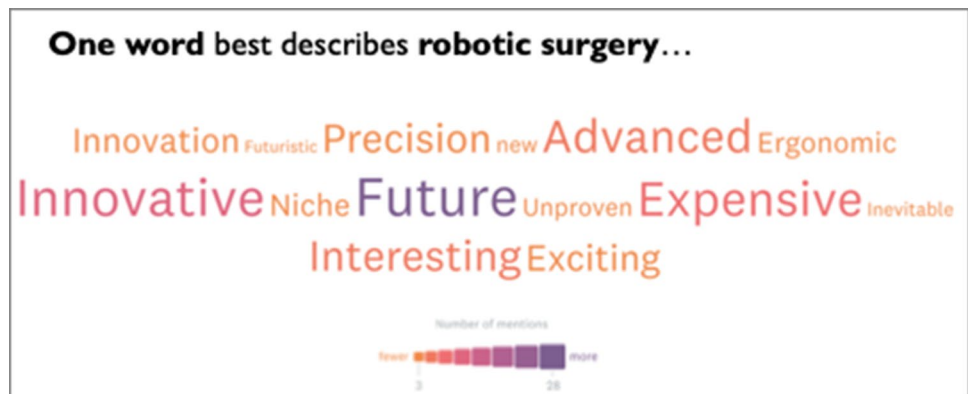 One word best describes robotic surgery...
Innovation Futuristic Precision new Advanced Ergonomic
Innovative Niche Future Unproven Expensive Inevitable
Interesting Exciting
Number of mentions
fewer more
3 28